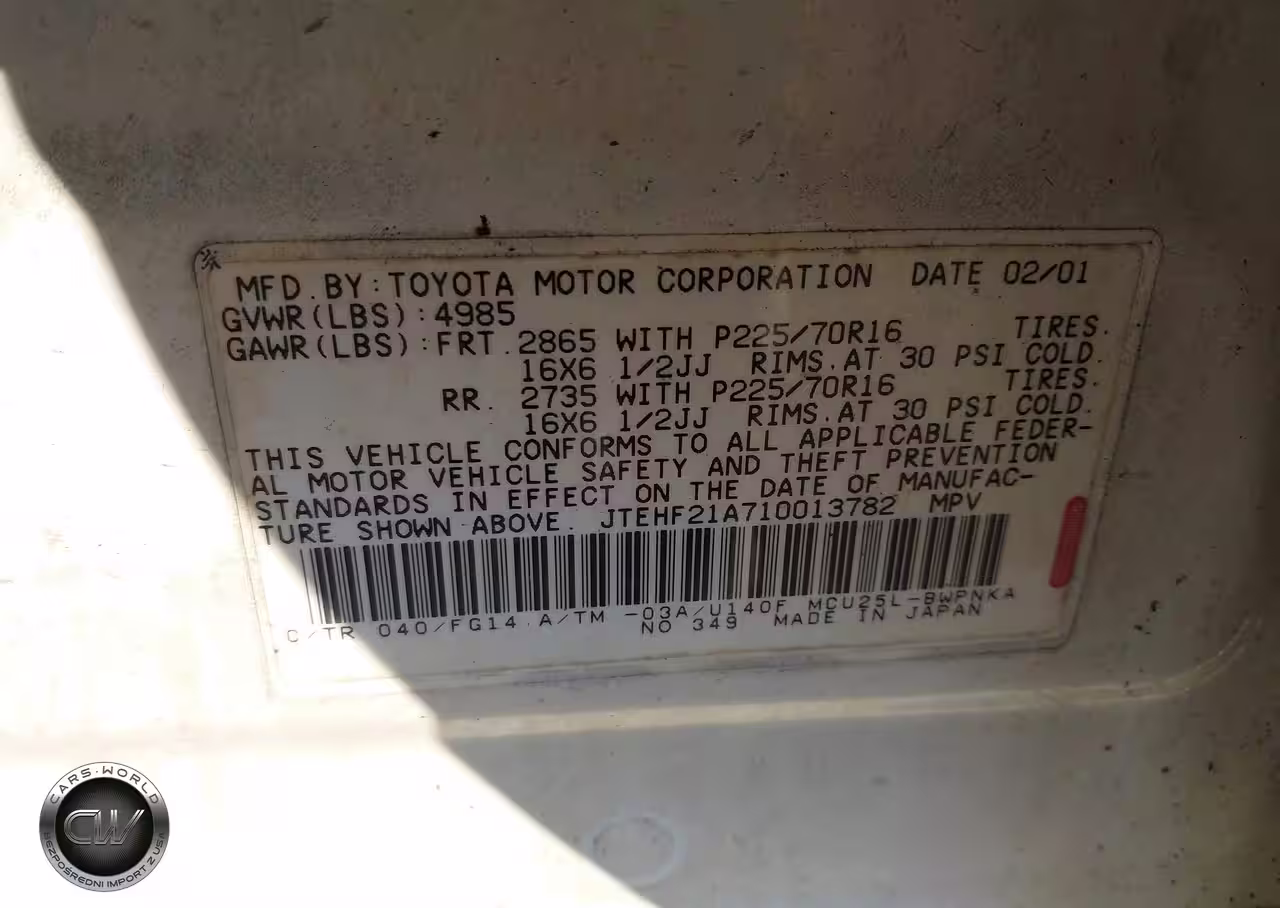 MFD. BY: TOYOTA MOTOR CORPORATION DATE 02/01
GVWR(LBS): 4985
GAWR(LBS): FRT. 2865 WITH P225/70R16 TIRES.
16X6 1/2JJ RIMS. AT 30 PSI COLD.
RR. 2735 WITH P225/70R16 TIRES.
16X6 1/2JJ RIMS. AT 30 PSI COLD.
THIS VEHICLE CONFORMS TO ALL APPLICABLE FEDER-
AL MOTOR VEHICLE SAFETY AND THEFT PREVENTION
STANDARDS IN EFFECT ON THE DATE OF MANUFAC-
TURE SHOWN ABOVE. JTEHF21A710013782 MPV
C/TR 040/FG14 A/TM -03A/U140F MCU25L-BWPNKA
NO 349 MADE IN JAPAN
CARS-WORLD
CW
BEZPOŚREDNI IMPORT Z USA